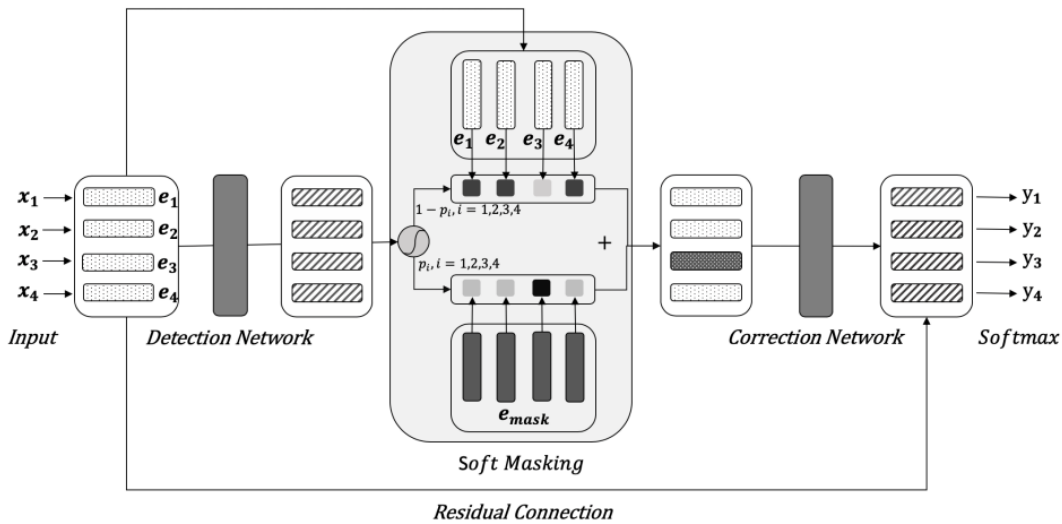 e₁ e₂ e₃ e₄
x₁ e₁ 1 − pᵢ, i = 1,2,3,4 y₁
x₂ e₂ y₂
+
x₃ e₃ pᵢ, i = 1,2,3,4 y₃
x₄ e₄ y₄
Input Detection Network Correction Network Softmax
eₘₐₛₖ
Soft Masking
Residual Connection